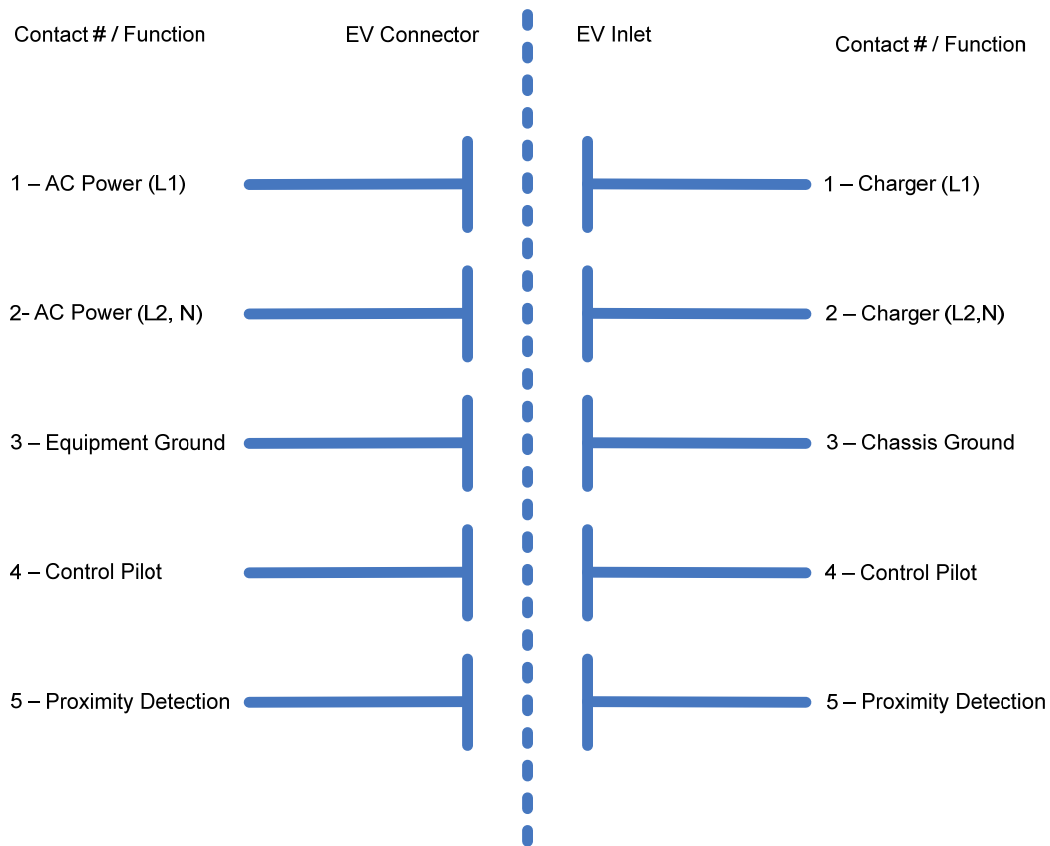 Contact # / Function
EV Connector
EV Inlet
Contact # / Function
1 – AC Power (L1)
1 – Charger (L1)
2- AC Power (L2, N)
2 – Charger (L2,N)
3 – Equipment Ground
3 – Chassis Ground
4 – Control Pilot
4 – Control Pilot
5 – Proximity Detection
5 – Proximity Detection